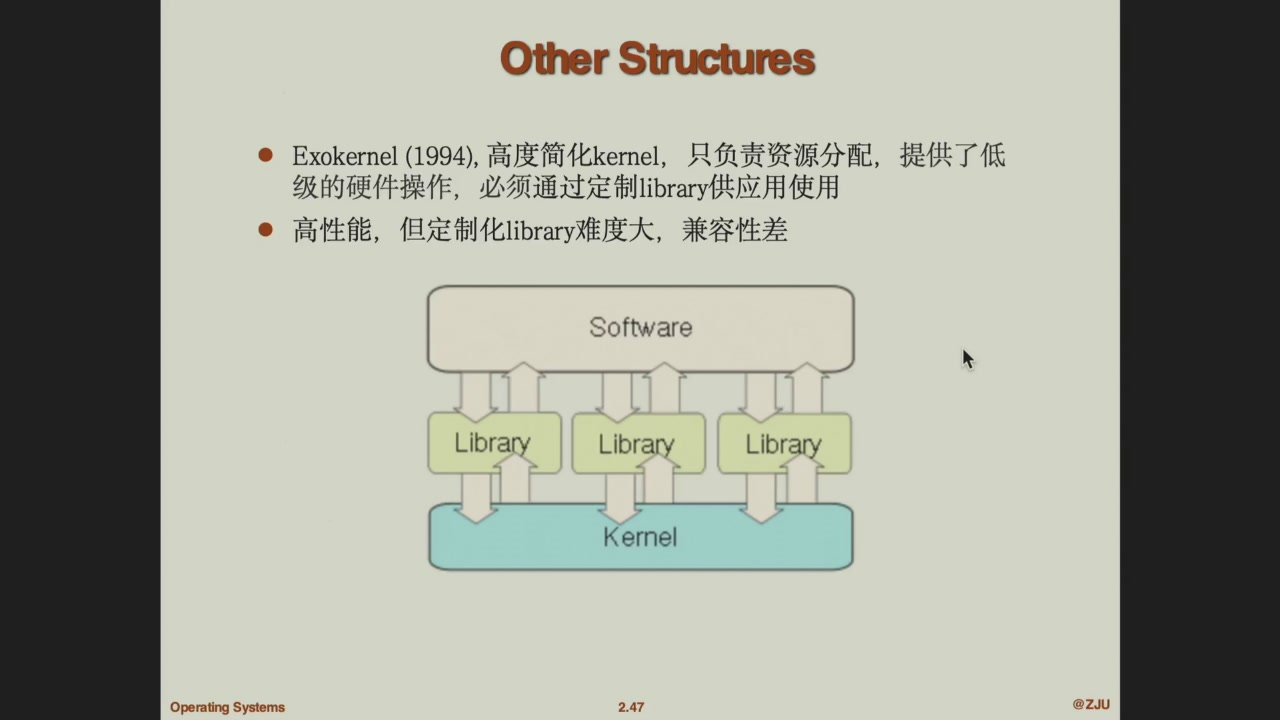 Other Structures
Exokernel (1994), 高度简化kernel，只负责资源分配，提供了低
级的硬件操作，必须通过定制library供应用使用
高性能，但定制化library难度大，兼容性差
Software
Library Library Library
Kernel
Operating Systems 2.47 @ZJU